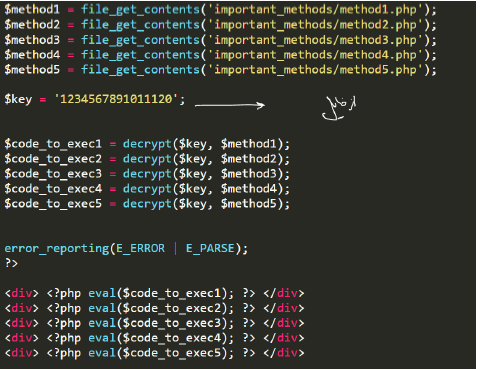 $method1 = file_get_contents('important_methods/method1.php');
$method2 = file_get_contents('important_methods/method2.php');
$method3 = file_get_contents('important_methods/method3.php');
$method4 = file_get_contents('important_methods/method4.php');
$method5 = file_get_contents('important_methods/method5.php');
$key = '1234567891011120';
$code_to_exec1 = decrypt($key, $method1);
$code_to_exec2 = decrypt($key, $method2);
$code_to_exec3 = decrypt($key, $method3);
$code_to_exec4 = decrypt($key, $method4);
$code_to_exec5 = decrypt($key, $method5);
error_reporting(E_ERROR | E_PARSE);
?>
<div> <?php eval($code_to_exec1); ?> </div>
<div> <?php eval($code_to_exec2); ?> </div>
<div> <?php eval($code_to_exec3); ?> </div>
<div> <?php eval($code_to_exec4); ?> </div>
<div> <?php eval($code_to_exec5); ?> </div>